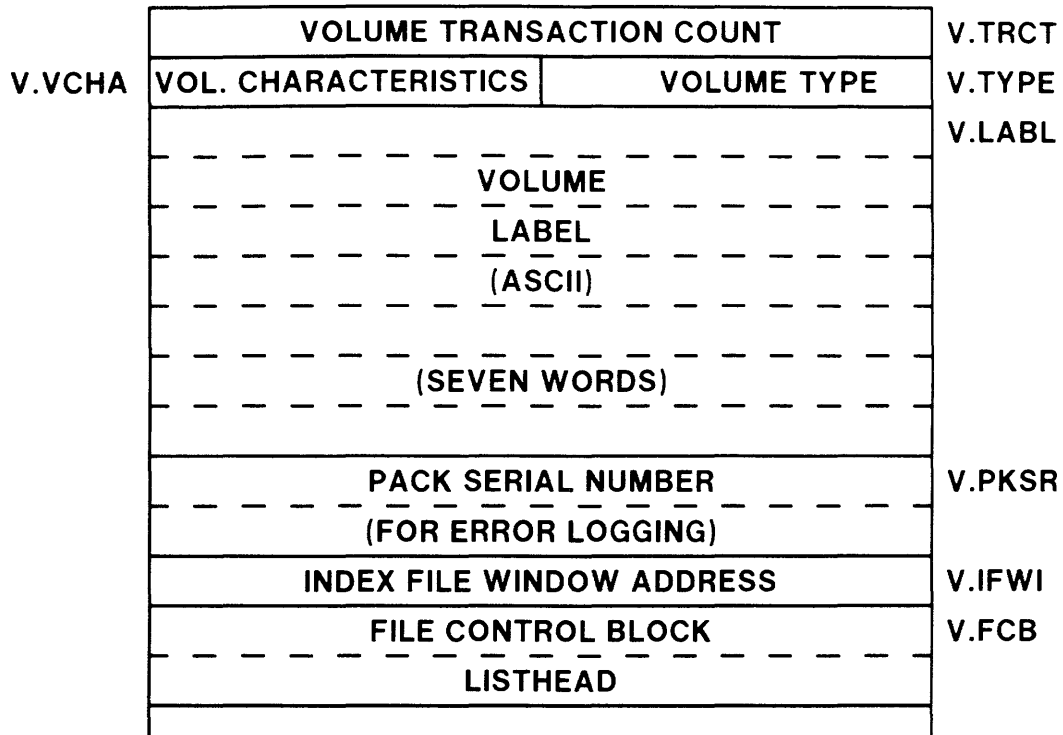 VOLUME TRANSACTION COUNT V.TRCT
V.VCHA VOL. CHARACTERISTICS VOLUME TYPE V.TYPE
V.LABL
VOLUME
LABEL
(ASCII)
(SEVEN WORDS)
PACK SERIAL NUMBER V.PKSR
(FOR ERROR LOGGING)
INDEX FILE WINDOW ADDRESS V.IFWI
FILE CONTROL BLOCK V.FCB
LISTHEAD